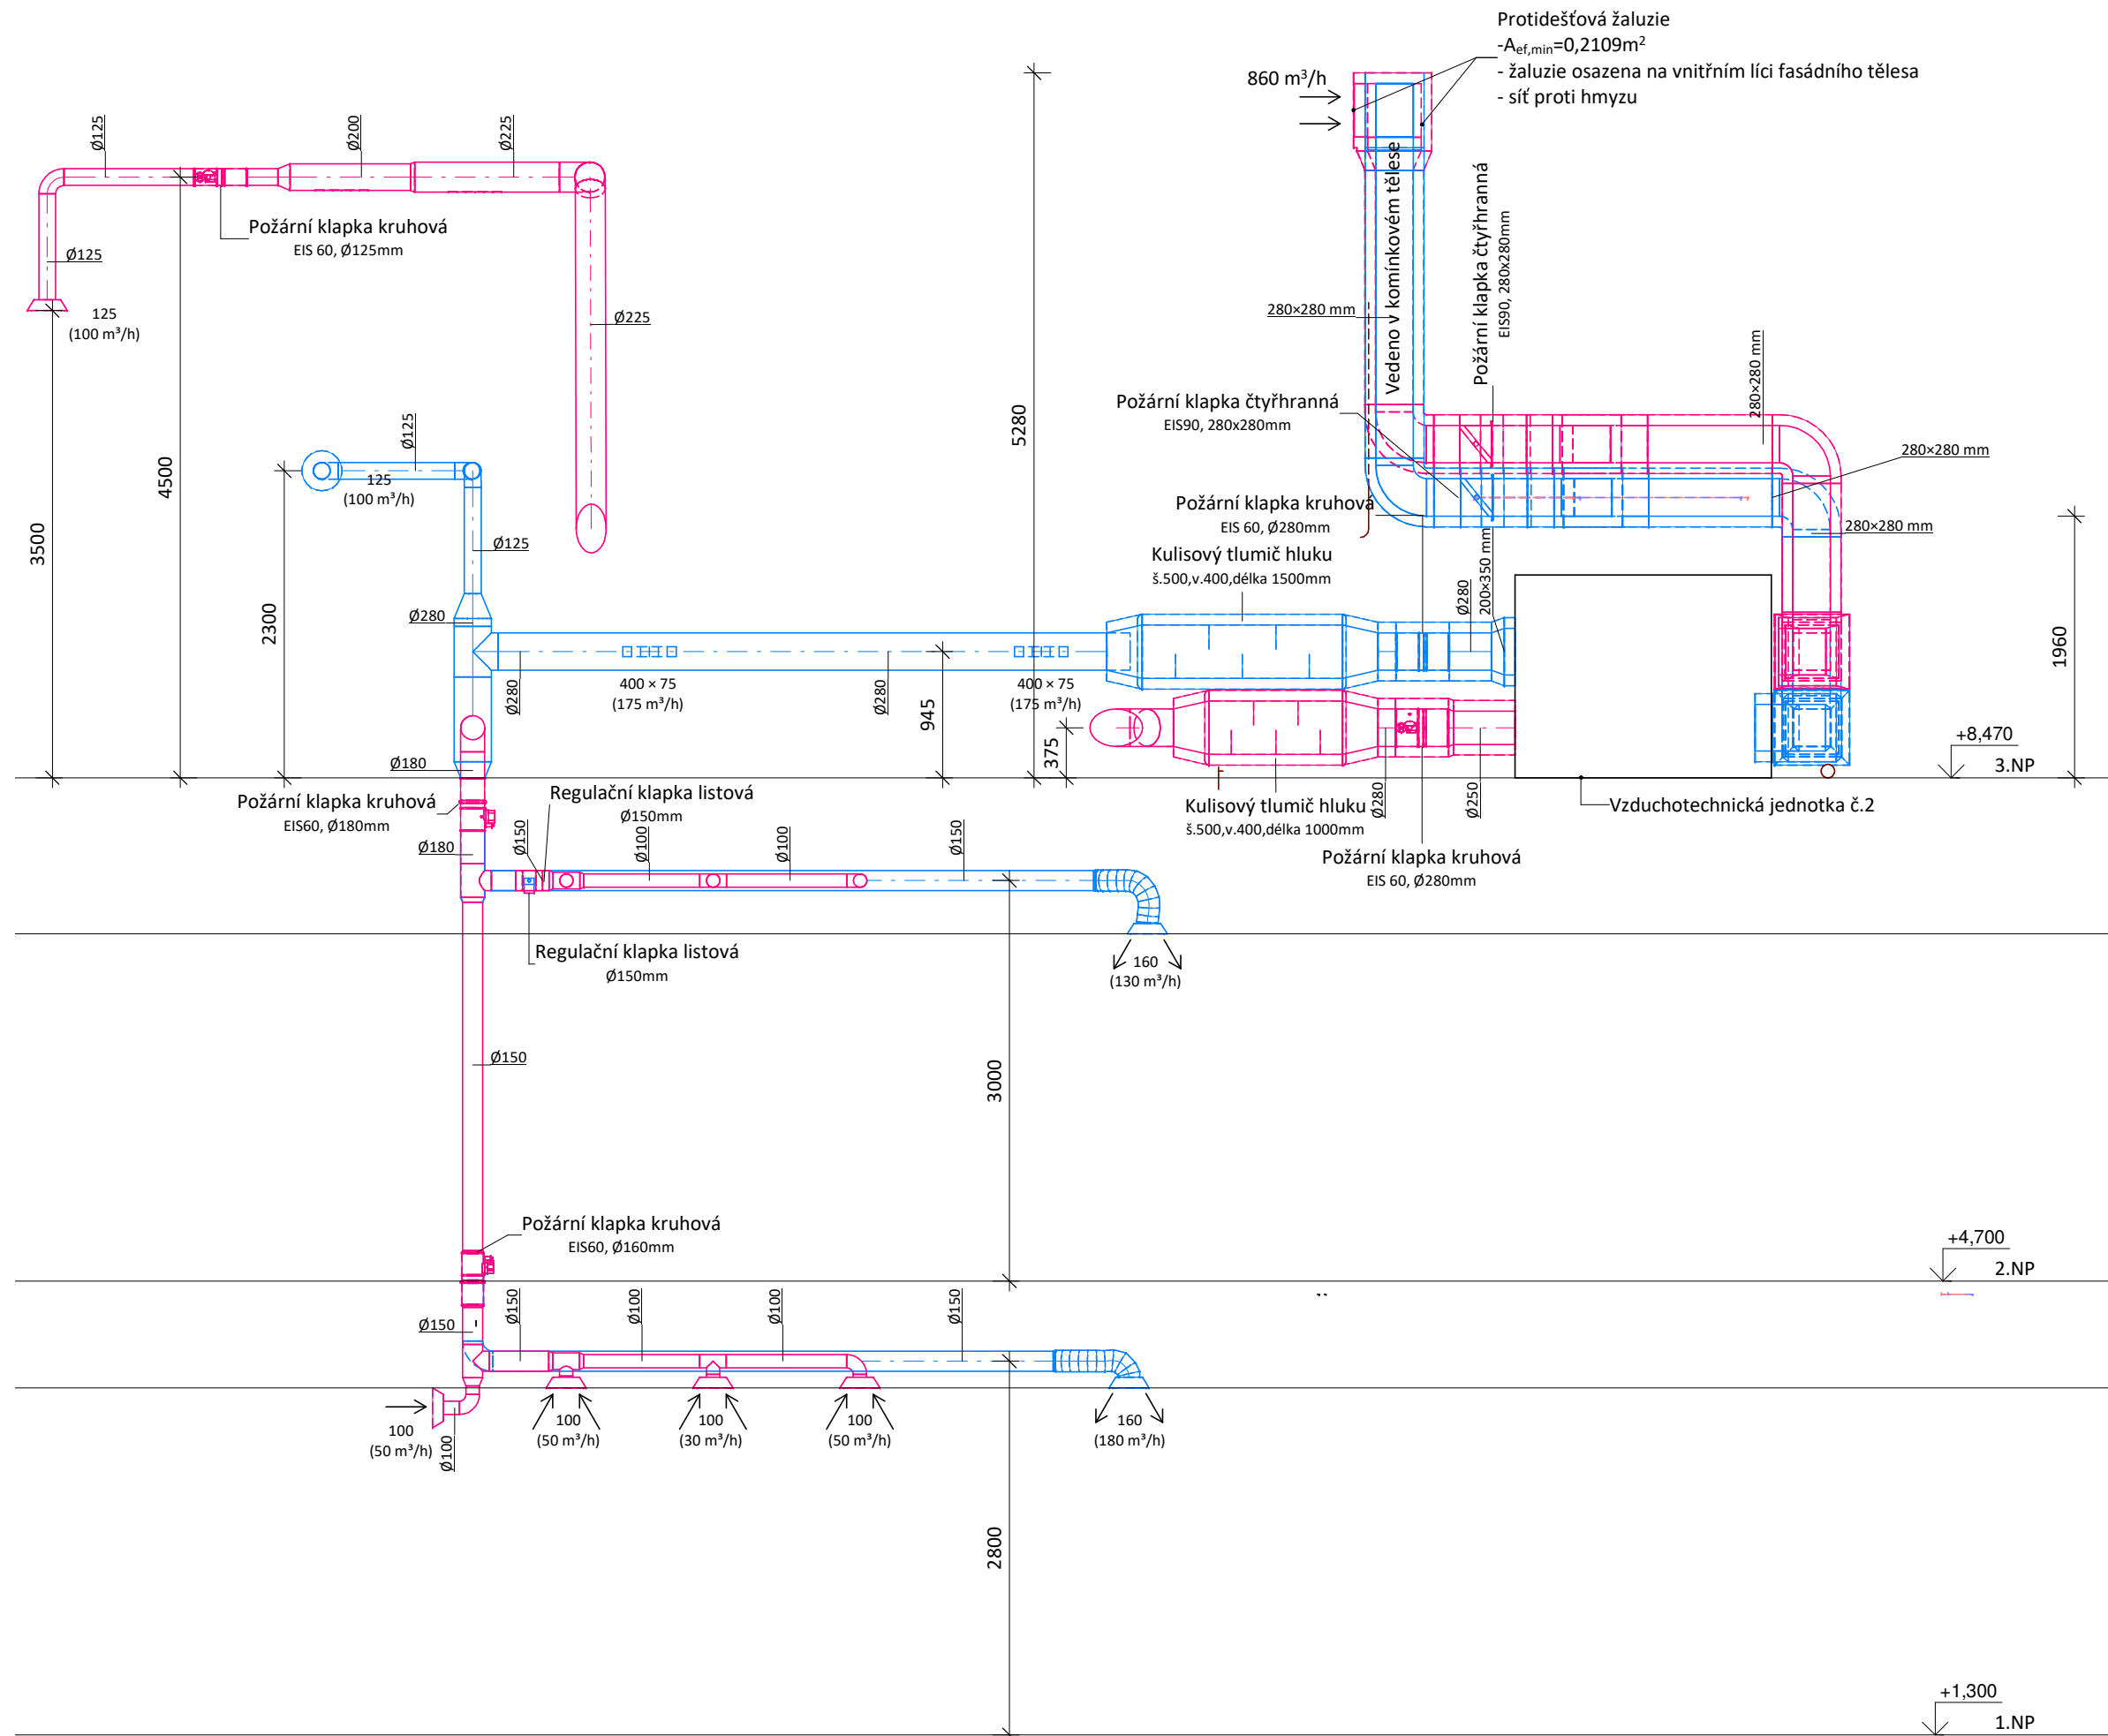 Protidešťová žaluzie
-Aef,min=0,2109m²
- žaluzie osazena na vnitřním líci fasádního tělesa
- síť proti hmyzu
860 m³/h
Ø125
Ø200
Ø225
Požární klapka kruhová
EIS 60, Ø125mm
Ø125
125
(100 m³/h)
Ø225
Vedeno v komínkovém tělese
Požární klapka čtyřhranná
EIS90, 280x280mm
280×280 mm
280×280 mm
5280
4500
3500
2300
Ø125
125
(100 m³/h)
Ø125
Ø280
Požární klapka čtyřhranná
EIS90, 280x280mm
280×280 mm
280×280 mm
Požární klapka kruhová
EIS 60, Ø280mm
Kulisový tlumič hluku
š.500,v.400,délka 1500mm
Ø280
200×350 mm
1960
Ø280
400 × 75
(175 m³/h)
Ø280
400 × 75
(175 m³/h)
945
375
Ø180
+8,470
3.NP
Požární klapka kruhová
EIS60, Ø180mm
Regulační klapka listová
Ø150mm
Kulisový tlumič hluku
š.500,v.400,délka 1000mm
Ø280
Ø250
Vzduchotechnická jednotka č.2
Ø180
Ø150
Ø100
Ø100
Ø150
Požární klapka kruhová
EIS 60, Ø280mm
Regulační klapka listová
Ø150mm
160
(130 m³/h)
Ø150
3000
Požární klapka kruhová
EIS60, Ø160mm
+4,700
2.NP
Ø150
Ø150
Ø100
Ø100
Ø150
100
(50 m³/h)
Ø100
100
(50 m³/h)
100
(30 m³/h)
100
(50 m³/h)
160
(180 m³/h)
2800
+1,300
1.NP